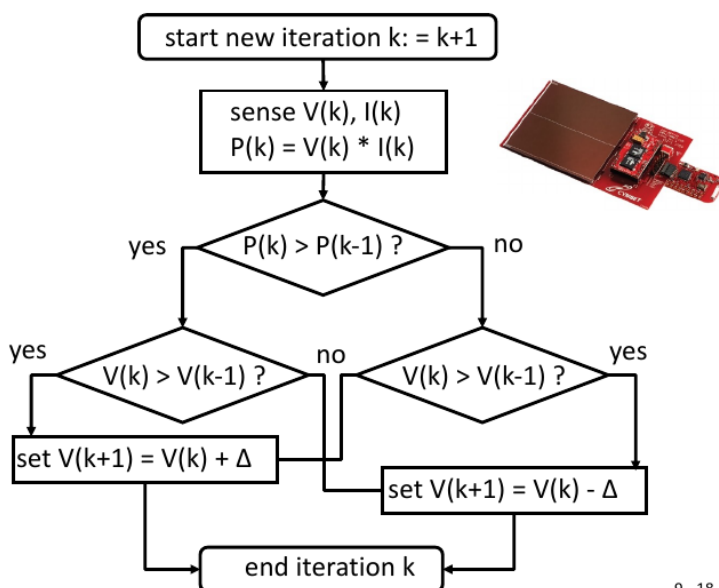 start new iteration k: = k+1
sense V(k), I(k)
P(k) = V(k) * I(k)
yes
P(k) > P(k-1) ?
no
yes
V(k) > V(k-1) ?
no
V(k) > V(k-1) ?
yes
set V(k+1) = V(k) + Δ
set V(k+1) = V(k) - Δ
end iteration k
CYMBET